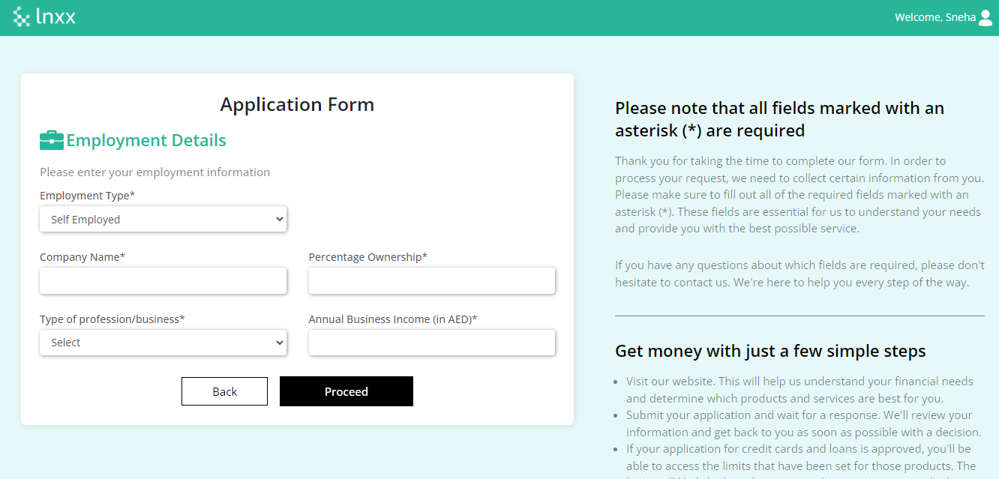 lnxx
Welcome, Sneha
Application Form
Employment Details
Please enter your employment information
Employment Type*
Self Employed
Company Name*
Percentage Ownership*
Type of profession/business*
Annual Business Income (in AED)*
Select
Back
Proceed
Please note that all fields marked with an
asterisk (*) are required
Thank you for taking the time to complete our form. In order to
process your request, we need to collect certain information from you.
Please make sure to fill out all of the required fields marked with an
asterisk (*). These fields are essential for us to understand your needs
and provide you with the best possible service.
If you have any questions about which fields are required, please don't
hesitate to contact us. We're here to help you every step of the way.
Get money with just a few simple steps
• Visit our website. This will help us understand your financial needs
and determine which products and services are best for you.
• Submit your application and wait for a response. We'll review your
information and get back to you as soon as possible with a decision.
• If your application for credit cards and loans is approved, you'll be
able to access the limits that have been set for those products. The